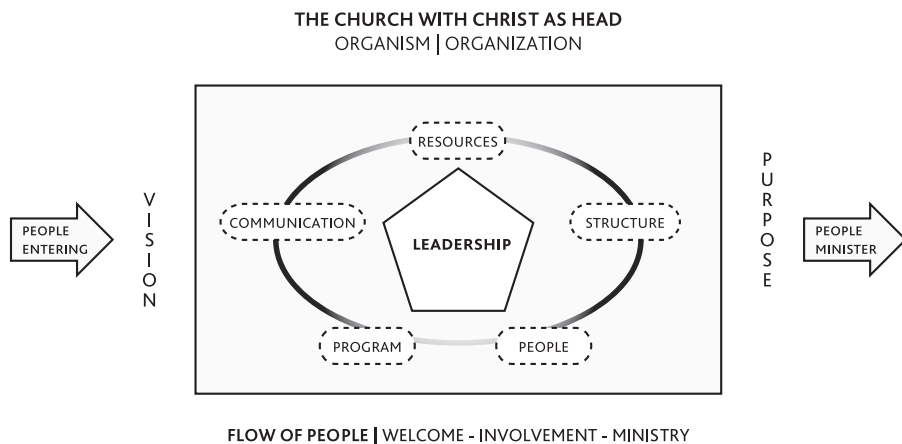 THE CHURCH WITH CHRIST AS HEAD
ORGANISM | ORGANIZATION
RESOURCES
COMMUNICATION
STRUCTURE
LEADERSHIP
PROGRAM
PEOPLE
PEOPLE
ENTERING
VISION
PURPOSE
PEOPLE
MINISTER
FLOW OF PEOPLE | WELCOME - INVOLVEMENT - MINISTRY